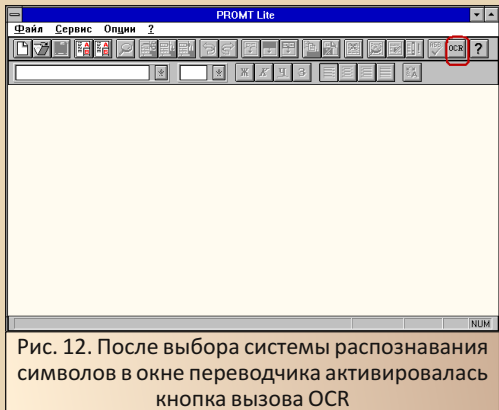 PROMT Lite
Файл Сервис Опции ?
OCR ?
Ж К Ч З
NUM
Рис. 12. После выбора системы распознавания
символов в окне переводчика активировалась
кнопка вызова OCR